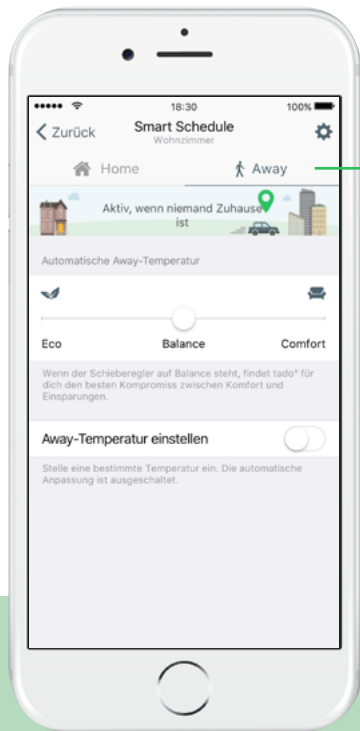 18:30
100%
Zurück
Smart Schedule
Wohnzimmer
Home
Away
Aktiv, wenn niemand Zuhause
ist
Automatische Away-Temperatur
Eco
Balance
Comfort
Wenn der Schieberegler auf Balance steht, findet tado° für
dich den besten Kompromiss zwischen Komfort und
Einsparungen.
Away-Temperatur einstellen
Stelle eine bestimmte Temperatur ein. Die automatische
Anpassung ist ausgeschaltet.